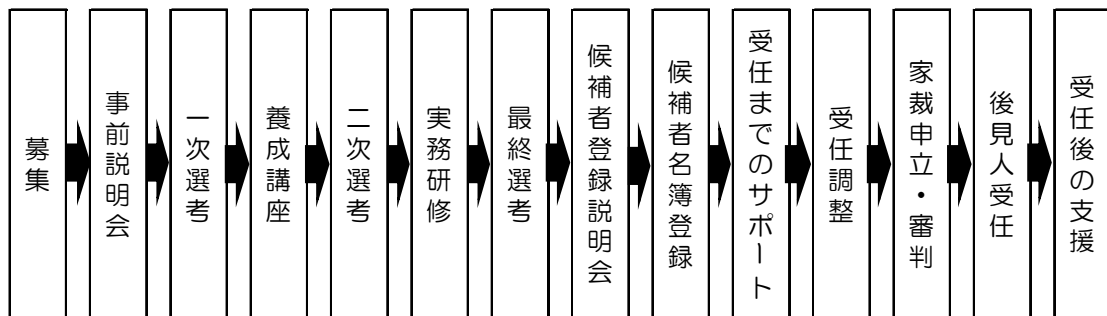 募集
事前説明会
一次選考
養成講座
二次選考
実務研修
最終選考
候補者登録説明会
候補者名簿登録
受任までのサポート
受任調整
家裁申立・審判
後見人受任
受任後の支援